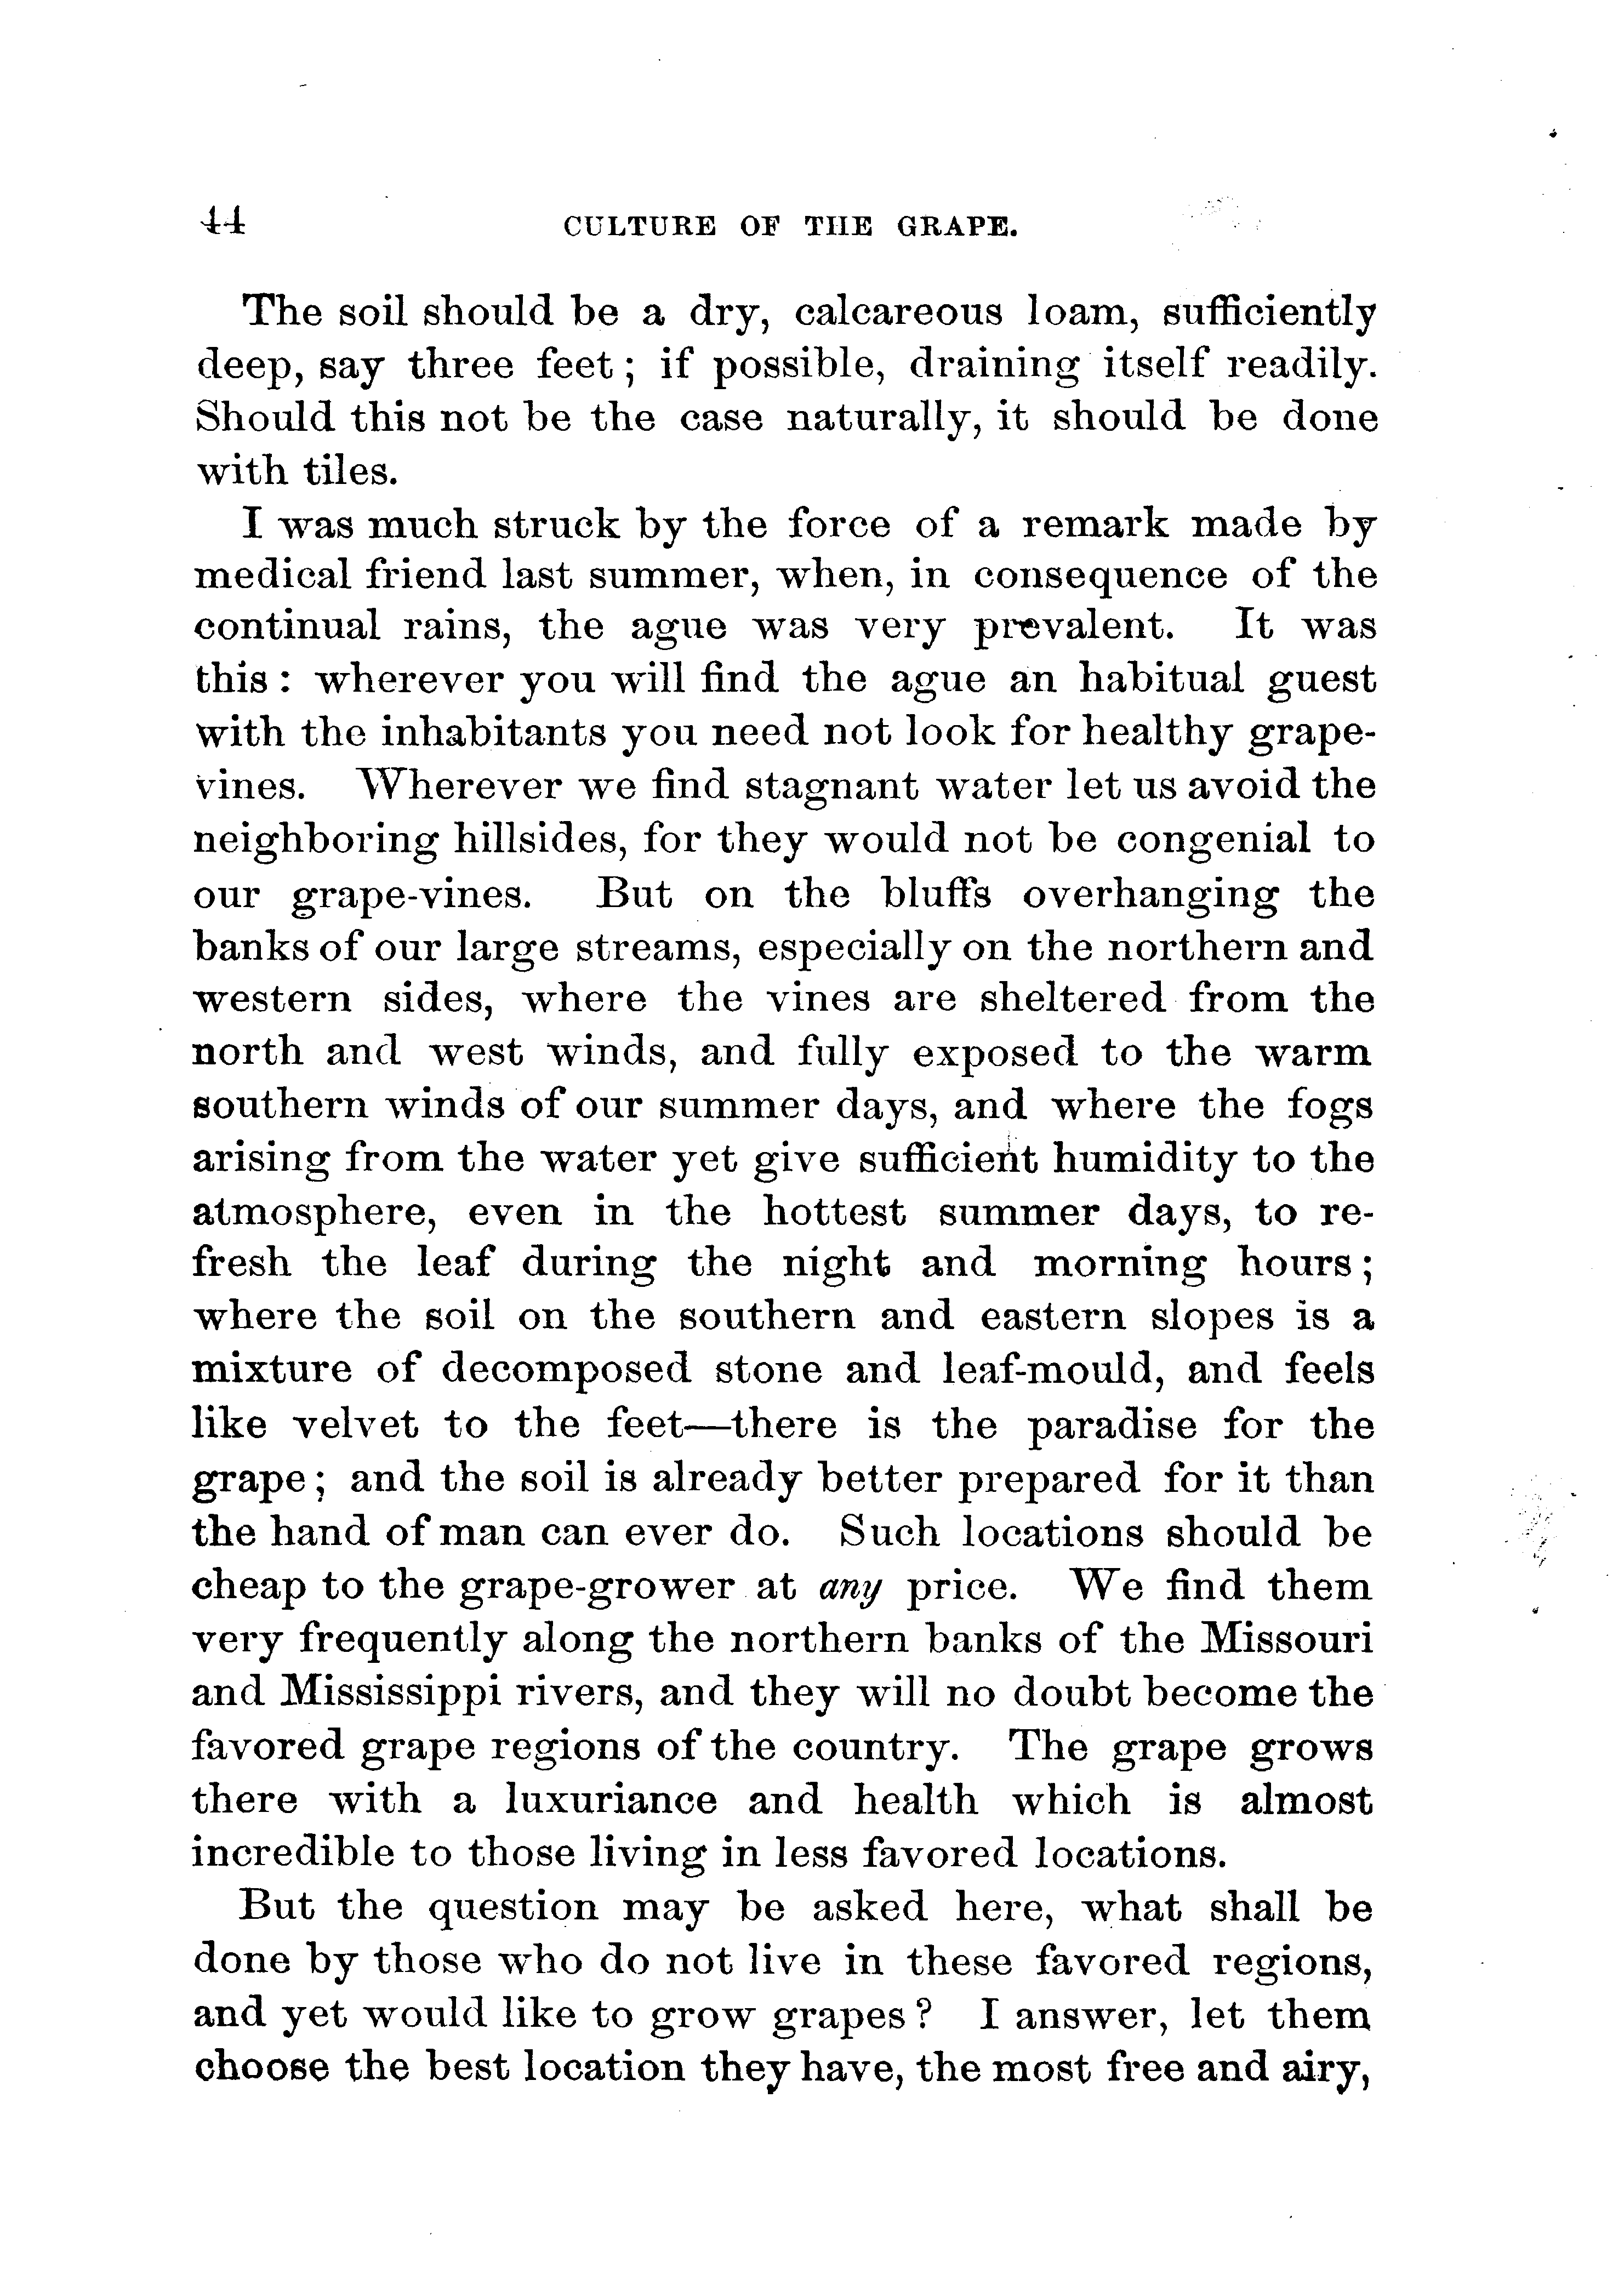 44 CULTURE OF THE GRAPE.
The soil should be a dry, calcareous loam, sufficiently
deep, say three feet; if possible, draining itself readily.
Should this not be the case naturally, it should be done
with tiles.
I was much struck by the force of a remark made by
medical friend last summer, when, in consequence of the
continual rains, the ague was very prevalent. It was
this: wherever you will find the ague an habitual guest
with the inhabitants you need not look for healthy grape-
vines. Wherever we find stagnant water let us avoid the
neighboring hillsides, for they would not be congenial to
our grape-vines. But on the bluffs overhanging the
banks of our large streams, especially on the northern and
western sides, where the vines are sheltered from the
north and west winds, and fully exposed to the warm
southern winds of our summer days, and where the fogs
arising from the water yet give sufficient humidity to the
atmosphere, even in the hottest summer days, to re-
fresh the leaf during the night and morning hours;
where the soil on the southern and eastern slopes is a
mixture of decomposed stone and leaf-mould, and feels
like velvet to the feet—there is the paradise for the
grape; and the soil is already better prepared for it than
the hand of man can ever do. Such locations should be
cheap to the grape-grower at any price. We find them
very frequently along the northern banks of the Missouri
and Mississippi rivers, and they will no doubt become the
favored grape regions of the country. The grape grows
there with a luxuriance and health which is almost
incredible to those living in less favored locations.
But the question may be asked here, what shall be
done by those who do not live in these favored regions,
and yet would like to grow grapes? I answer, let them
choose the best location they have, the most free and airy,